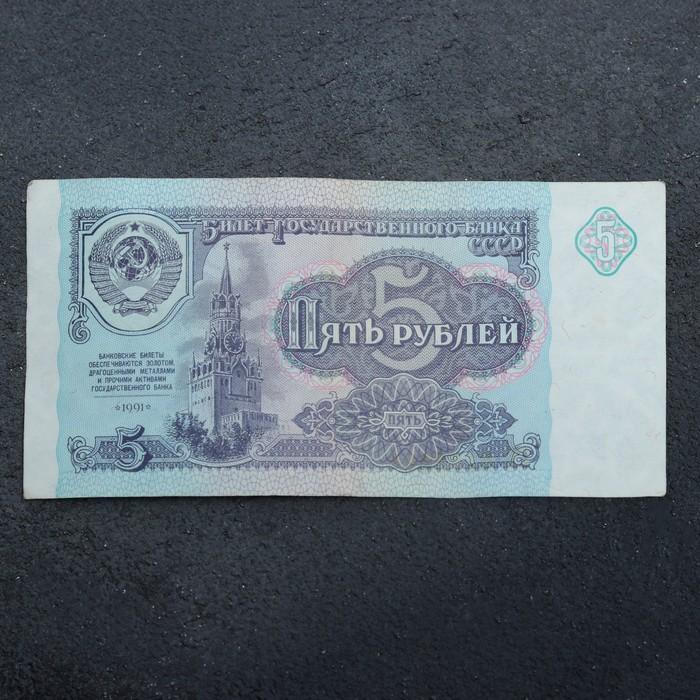 Билет Государственного Банка
СССР
5
5
Пять рублей
Банковские билеты
обеспечиваются золотом,
драгоценными металлами
и прочими активами
Государственного банка
1991
5
пять